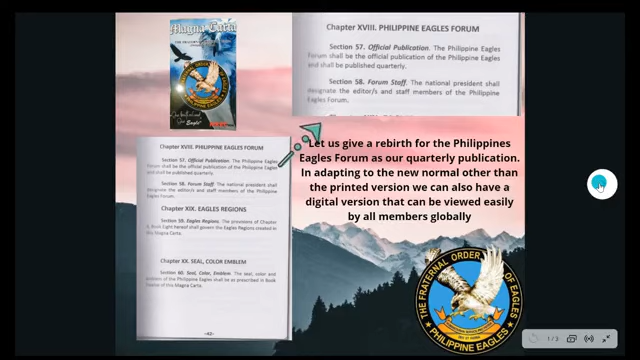 Magna Carta
Chapter XVIII. PHILIPPINE EAGLES FORUM
Section 57. Official Publication. The Philippine Eagles
Forum shall be the official publication of the Philippine Eagles
and shall be published quarterly.
Section 58. Forum Staff. The national president shall
designate the editor/s and staff members of the Philippine
Eagles Forum.
Let us give a rebirth for the Philippines
Eagles Forum as our quarterly publication.
In adapting to the new normal other than
the printed version we can also have a
digital version that can be viewed easily
by all members globally
Chapter XVIII. PHILIPPINE EAGLES FORUM
Section 57. Official Publication. The Philippine Eagles
Forum shall be the official publication of the Philippine Eagles
and shall be published quarterly.
Section 58. Forum Staff. The national president shall
designate the editor/s and staff members of the Philippine
Eagles Forum.
Chapter XIX. EAGLES REGIONS
Section 59. Eagles Regions. The provisions of Chapter
Book Eight hereof shall govern the Eagles Regions created in
this Magna Carta.
Chapter XX. SEAL, COLOR, EMBLEM
Section 60. Seal, Color, Emblem. The seal, color and
emblem of the Philippine Eagles shall be as prescribed in Book
of this Magna Carta.
-42-
THE FRATERNAL ORDER OF EAGLES
PHILIPPINE EAGLES
1 / 3